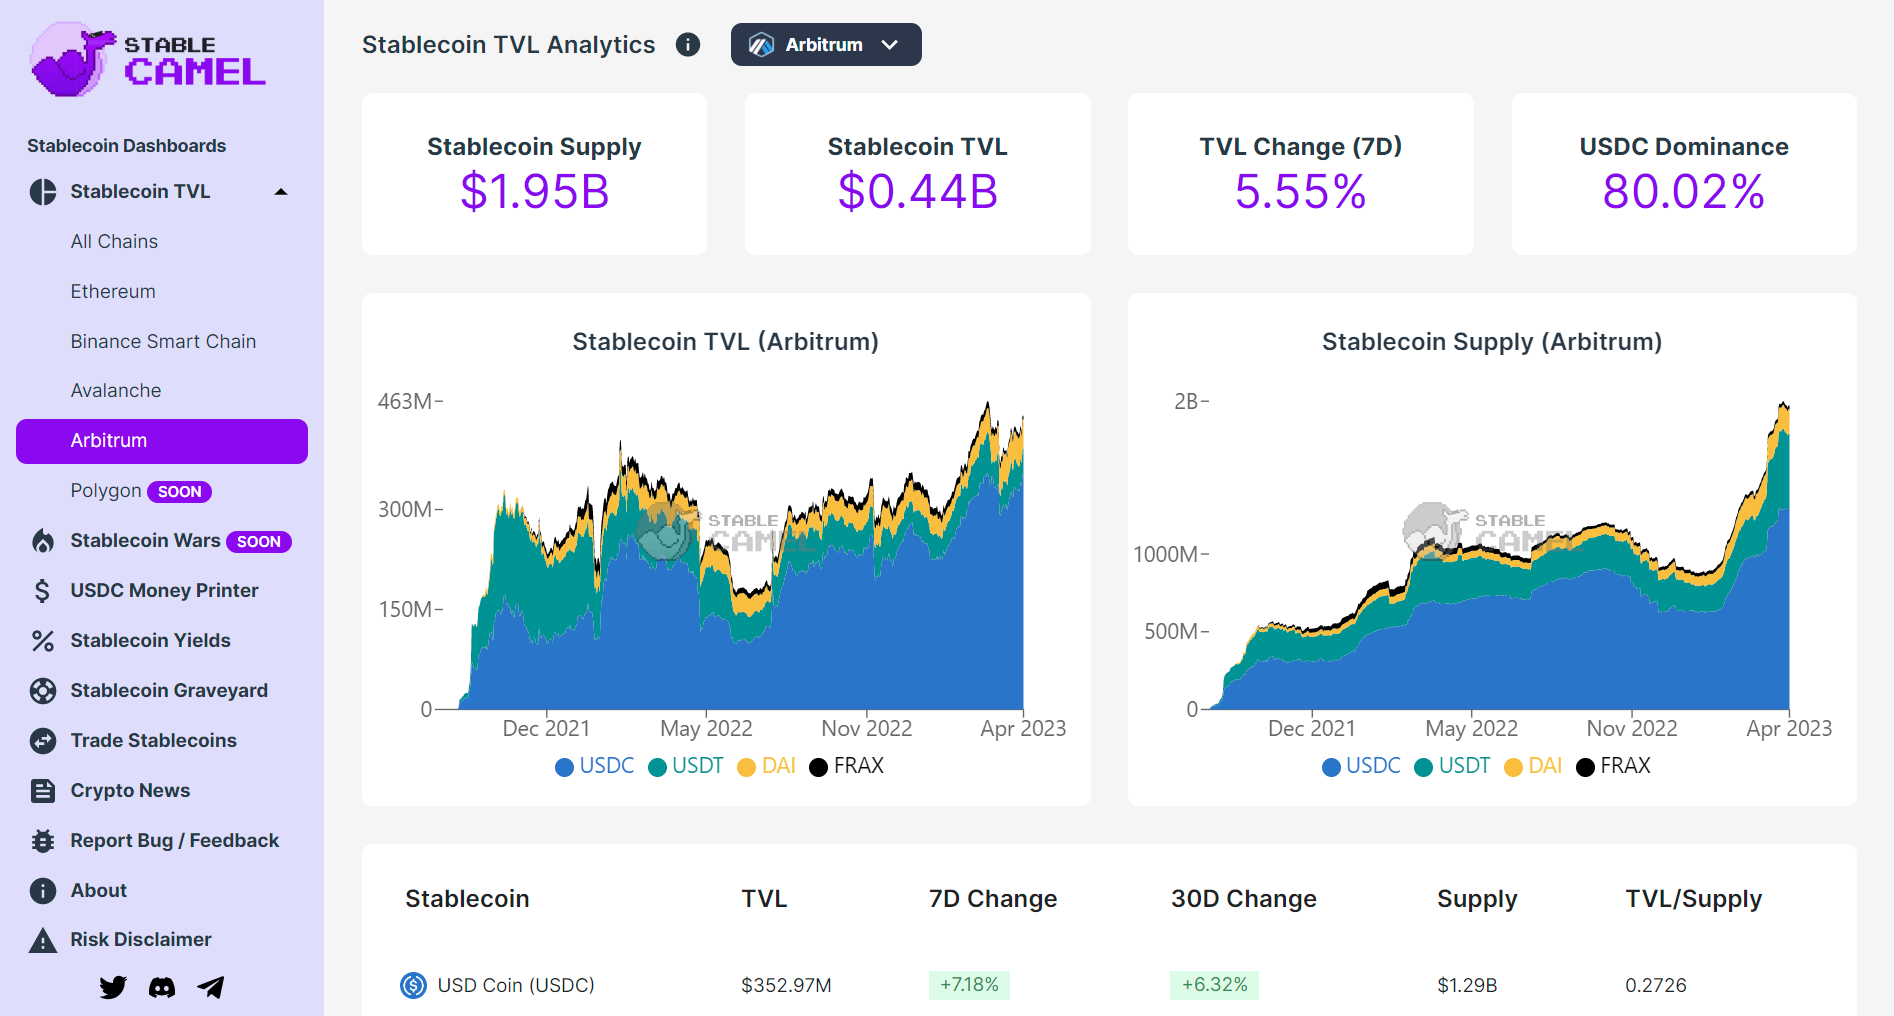 STABLE
CAMEL
Stablecoin Dashboards
Stablecoin TVL
All Chains
Ethereum
Binance Smart Chain
Avalanche
Arbitrum
Polygon SOON
Stablecoin Wars SOON
USDC Money Printer
Stablecoin Yields
Stablecoin Graveyard
Trade Stablecoins
Crypto News
Report Bug / Feedback
About
Risk Disclaimer
Stablecoin TVL Analytics
Arbitrum
Stablecoin Supply
$1.95B
Stablecoin TVL
$0.44B
TVL Change (7D)
5.55%
USDC Dominance
80.02%
Stablecoin TVL (Arbitrum)
463M
300M
150M
0
STABLE
CAMEL
Dec 2021 May 2022 Nov 2022 Apr 2023
USDC USDT DAI FRAX
Stablecoin Supply (Arbitrum)
2B
1000M
500M
0
STABLE
CAMEL
Dec 2021 May 2022 Nov 2022 Apr 2023
USDC USDT DAI FRAX
Stablecoin TVL 7D Change 30D Change Supply TVL/Supply
USD Coin (USDC) $352.97M +7.18% +6.32% $1.29B 0.2726